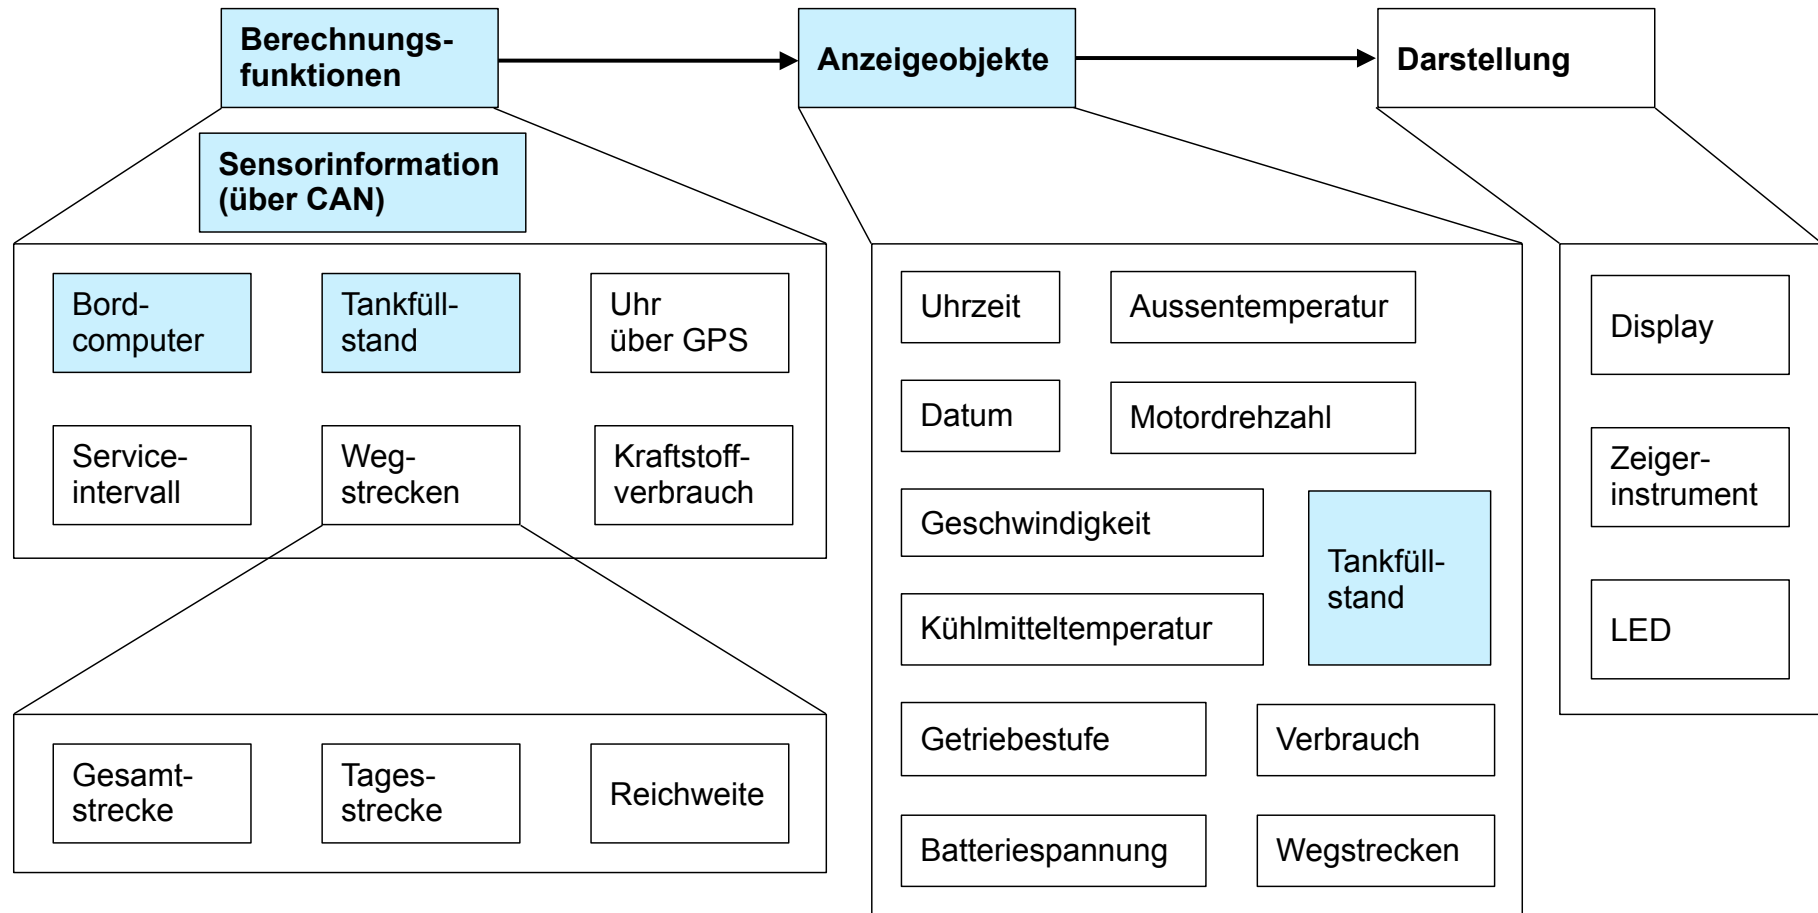 Berechnungs-
funktionen
Anzeigeobjekte
Darstellung
Sensorinformation
(über CAN)
Bord-
computer
Tankfüll-
stand
Uhr
über GPS
Service-
intervall
Weg-
strecken
Kraftstoff-
verbrauch
Gesamt-
strecke
Tages-
strecke
Reichweite
Uhrzeit
Aussentemperatur
Datum
Motordrehzahl
Geschwindigkeit
Tankfüll-
stand
Kühlmitteltemperatur
Getriebestufe
Verbrauch
Batteriespannung
Wegstrecken
Display
Zeiger-
instrument
LED